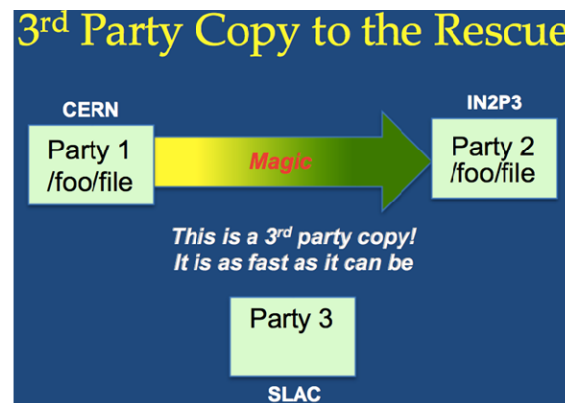 3rd Party Copy to the Rescue
CERN
IN2P3
Party 1
/foo/file
Magic
Party 2
/foo/file
This is a 3rd party copy!
It is as fast as it can be
Party 3
SLAC